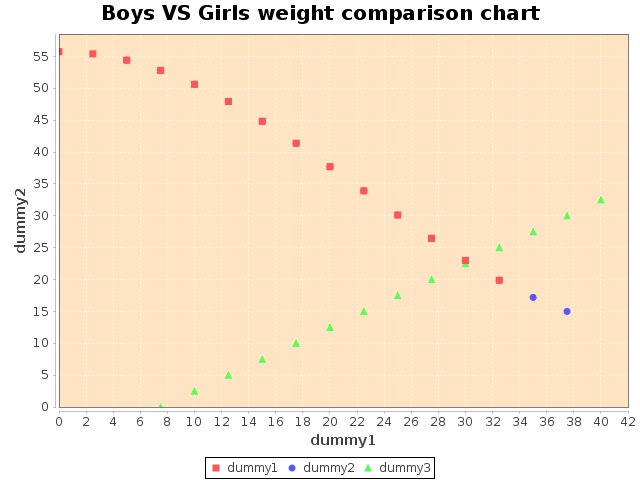 Boys VS Girls weight comparison chart
55
50
45
40
35
30
25
20
15
10
5
0
dummy2
0 2 4 6 8 10 12 14 16 18 20 22 24 26 28 30 32 34 36 38 40 42
dummy1
dummy1 dummy2 dummy3